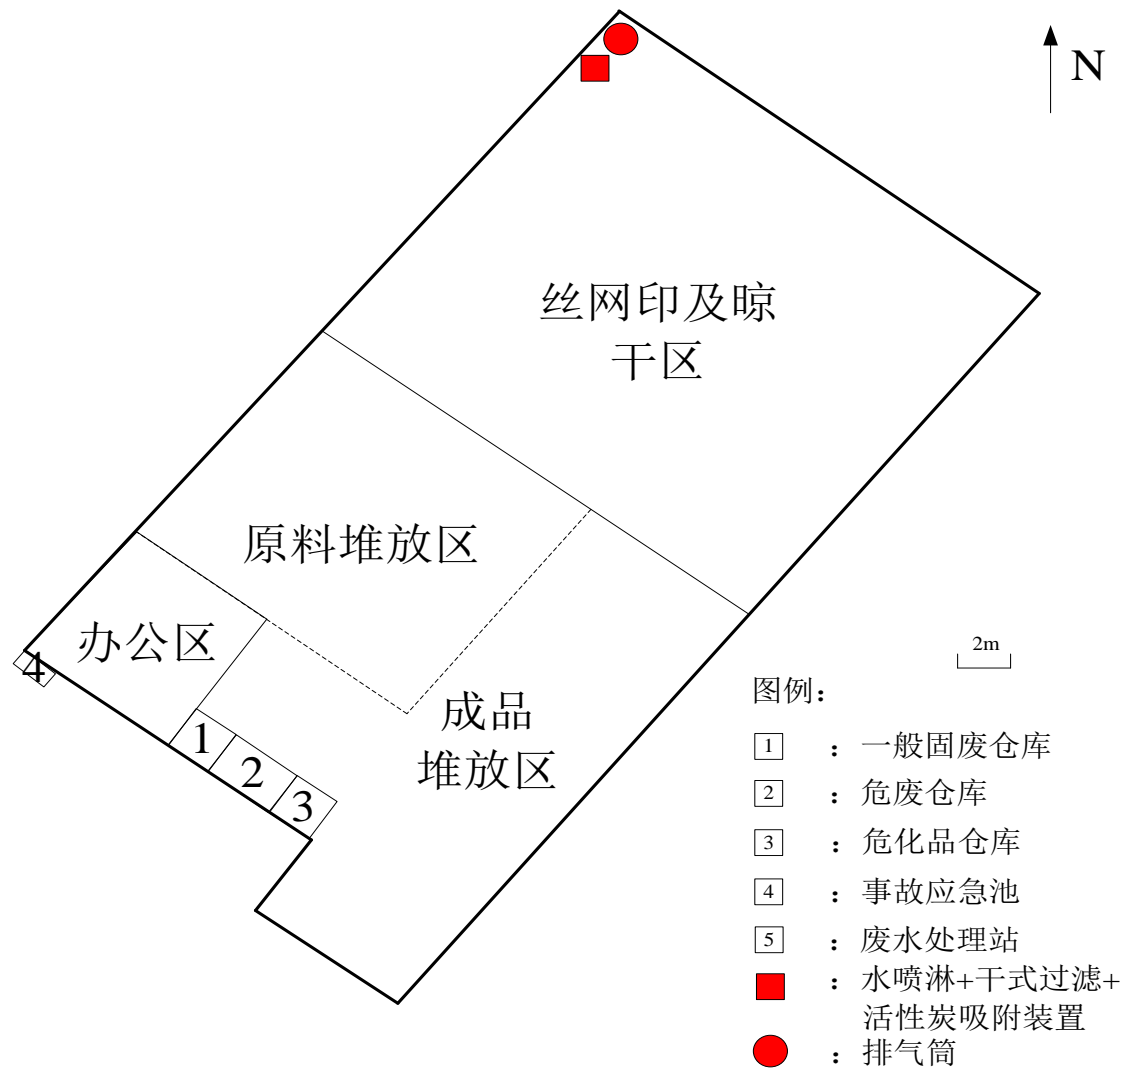 N
丝网印及晾
干区
原料堆放区
办公区
4
成品
堆放区
1
2
3
2m
图例：
1 ：一般固废仓库
2 ：危废仓库
3 ：危化品仓库
4 ：事故应急池
5 ：废水处理站
：水喷淋+干式过滤+
活性炭吸附装置
：排气筒